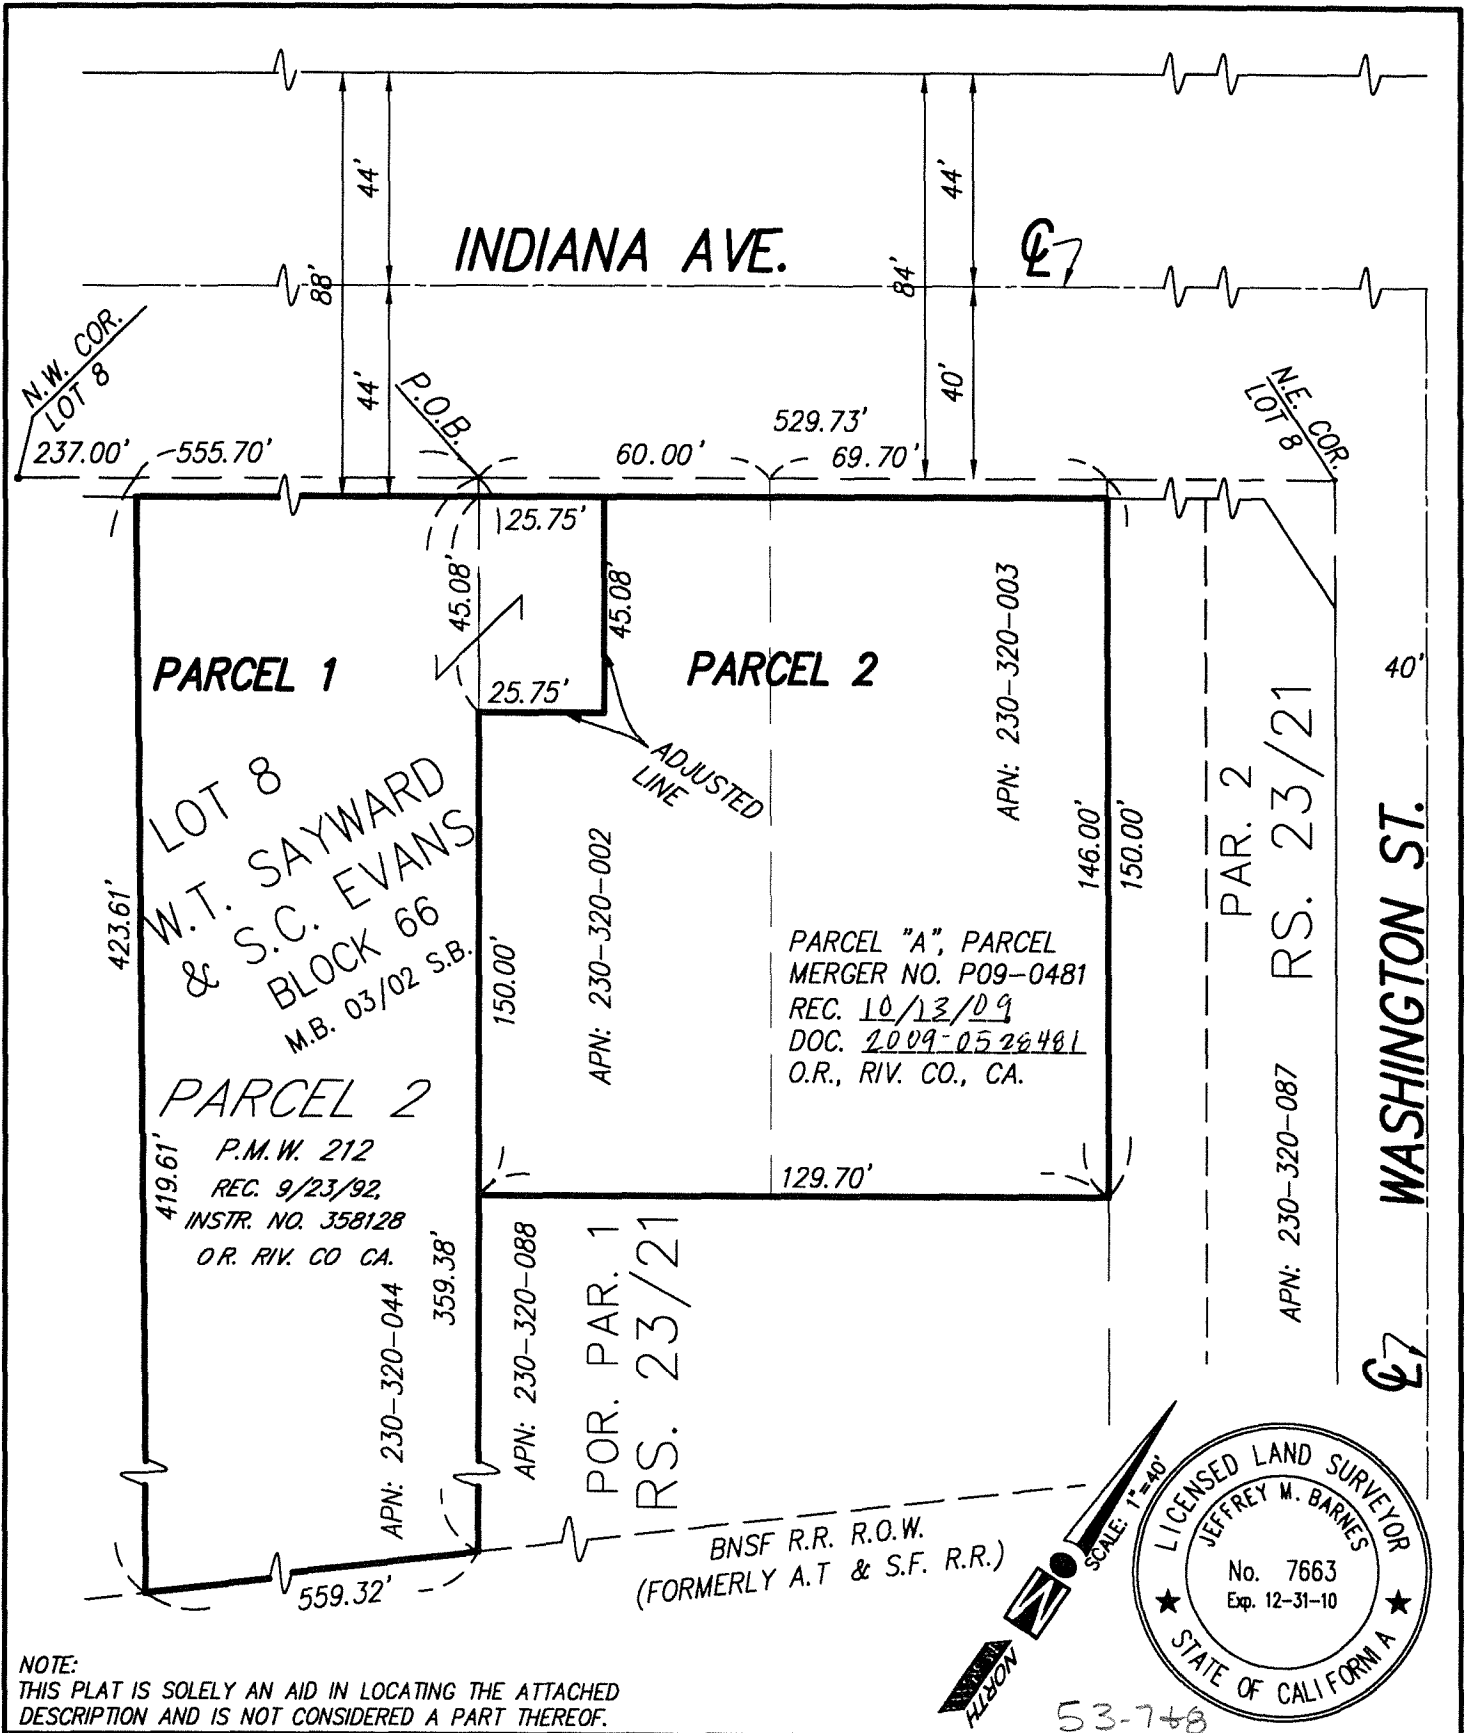 44'
44'
INDIANA AVE.
℄
88'
84'
44'
40'
N.W. COR.
LOT 8
P.O.B.
N.E. COR.
LOT 8
529.73'
237.00'
555.70'
60.00'
69.70'
25.75'
45.08'
45.08'
25.75'
PARCEL 1
PARCEL 2
ADJUSTED
LINE
APN: 230-320-003
40'
LOT 8
W.T. SAYWARD
& S.C. EVANS
BLOCK 66
M.B. 03/02 S.B.
423.61'
150.00'
APN: 230-320-002
146.00'
150.00'
PAR. 2
RS. 23/21
WASHINGTON ST.
PARCEL "A", PARCEL
MERGER NO. P09-0481
REC. 10/13/09
DOC. 2009-0528481
O.R., RIV. CO., CA.
PARCEL 2
P.M.W. 212
REC. 9/23/92,
INSTR. NO. 358128
O R. RIV. CO CA.
419.61'
129.70'
359.38'
APN: 230-320-044
APN: 230-320-088
POR. PAR. 1
RS. 23/21
APN: 230-320-087
℄
BNSF R.R. R.O.W.
(FORMERLY A.T & S.F. R.R.)
559.32'
SCALE: 1"=40'
NORTH
LICENSED LAND SURVEYOR
JEFFREY M. BARNES
No. 7663
Exp. 12-31-10
STATE OF CALIFORNIA
NOTE:
THIS PLAT IS SOLELY AN AID IN LOCATING THE ATTACHED
DESCRIPTION AND IS NOT CONSIDERED A PART THEREOF.
53-748